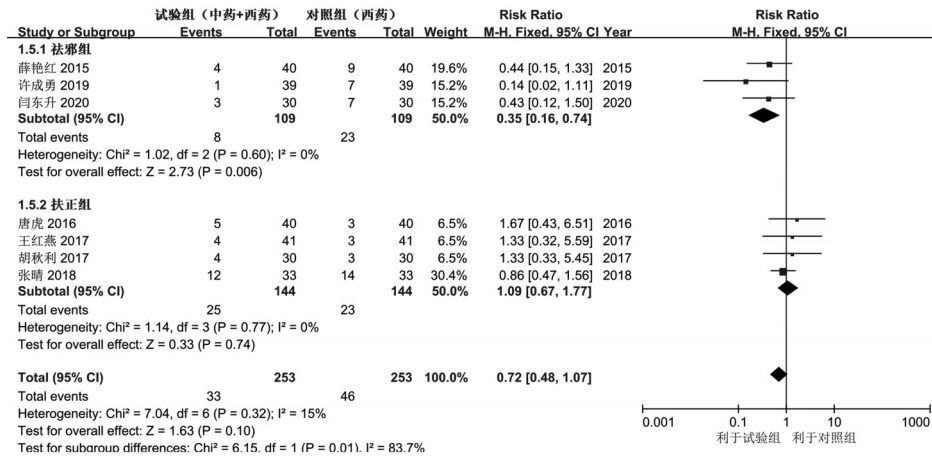 试验组（中药+西药） 对照组（西药） Risk Ratio Risk Ratio
Study or Subgroup Events Total Events Total Weight M-H, Fixed, 95% CI Year M-H, Fixed, 95% CI
1.5.1 祛邪组
薛艳红 2015 4 40 9 40 19.6% 0.44 [0.15, 1.33] 2015
许成勇 2019 1 39 7 39 15.2% 0.14 [0.02, 1.11] 2019
闫东升 2020 3 30 7 30 15.2% 0.43 [0.12, 1.50] 2020
Subtotal (95% CI) 109 109 50.0% 0.35 [0.16, 0.74]
Total events 8 23
Heterogeneity: Chi² = 1.02, df = 2 (P = 0.60); I² = 0%
Test for overall effect: Z = 2.73 (P = 0.006)
1.5.2 扶正组
唐虎 2016 5 40 3 40 6.5% 1.67 [0.43, 6.51] 2016
王红燕 2017 4 41 3 41 6.5% 1.33 [0.32, 5.59] 2017
胡秋利 2017 4 30 3 30 6.5% 1.33 [0.33, 5.45] 2017
张晴 2018 12 33 14 33 30.4% 0.86 [0.47, 1.56] 2018
Subtotal (95% CI) 144 144 50.0% 1.09 [0.67, 1.77]
Total events 25 23
Heterogeneity: Chi² = 1.14, df = 3 (P = 0.77); I² = 0%
Test for overall effect: Z = 0.33 (P = 0.74)
Total (95% CI) 253 253 100.0% 0.72 [0.48, 1.07]
Total events 33 46
Heterogeneity: Chi² = 7.04, df = 6 (P = 0.32); I² = 15%
Test for overall effect: Z = 1.63 (P = 0.10)
Test for subgroup differences: Chi² = 6.15, df = 1 (P = 0.01), I² = 83.7%
0.001 0.1 1 10 1000
利于试验组 利于对照组